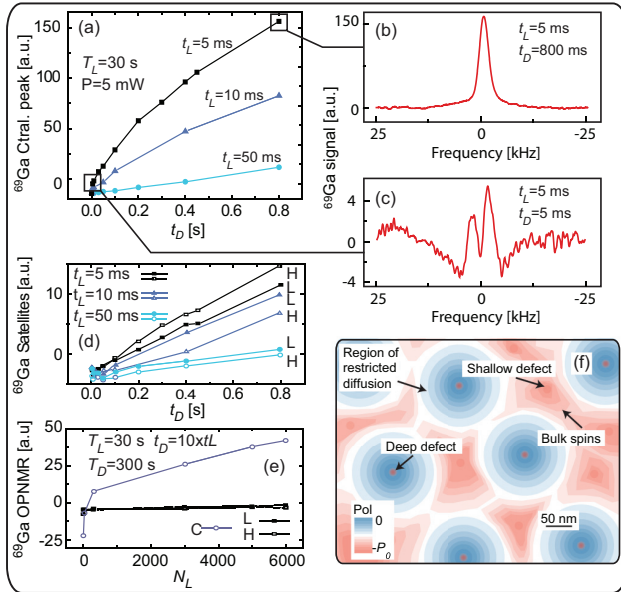 (a)
T_L=30 s
P=5 mW
t_L=5 ms
t_L=10 ms
t_L=50 ms
⁶⁹Ga Ctral. peak [a.u.]
150
100
50
0
0.0 0.2 0.4 0.6 0.8
t_D [s]
(b)
t_L=5 ms
t_D=800 ms
150
0
25 0 -25
Frequency [kHz]
⁶⁹Ga signal [a.u.]
(c)
t_L=5 ms
t_D=5 ms
4
0
-4
25 0 -25
Frequency [kHz]
⁶⁹Ga Satellites [a.u]
t_L=5 ms
t_L=10 ms
t_L=50 ms
(d)
10
0
H
L
L
H
L
H
0.0 0.2 0.4 0.6 0.8
t_D [s]
⁶⁹Ga OPNMR [a.u]
T_L=30 s t_D=10xtL
T_D=300 s
(e)
50
25
0
-25
C
L
H
0 2000 4000 6000
N_L
(f)
Region of
restricted
diffusion
Shallow defect
Bulk spins
Deep defect
Pol
0
-P₀
50 nm